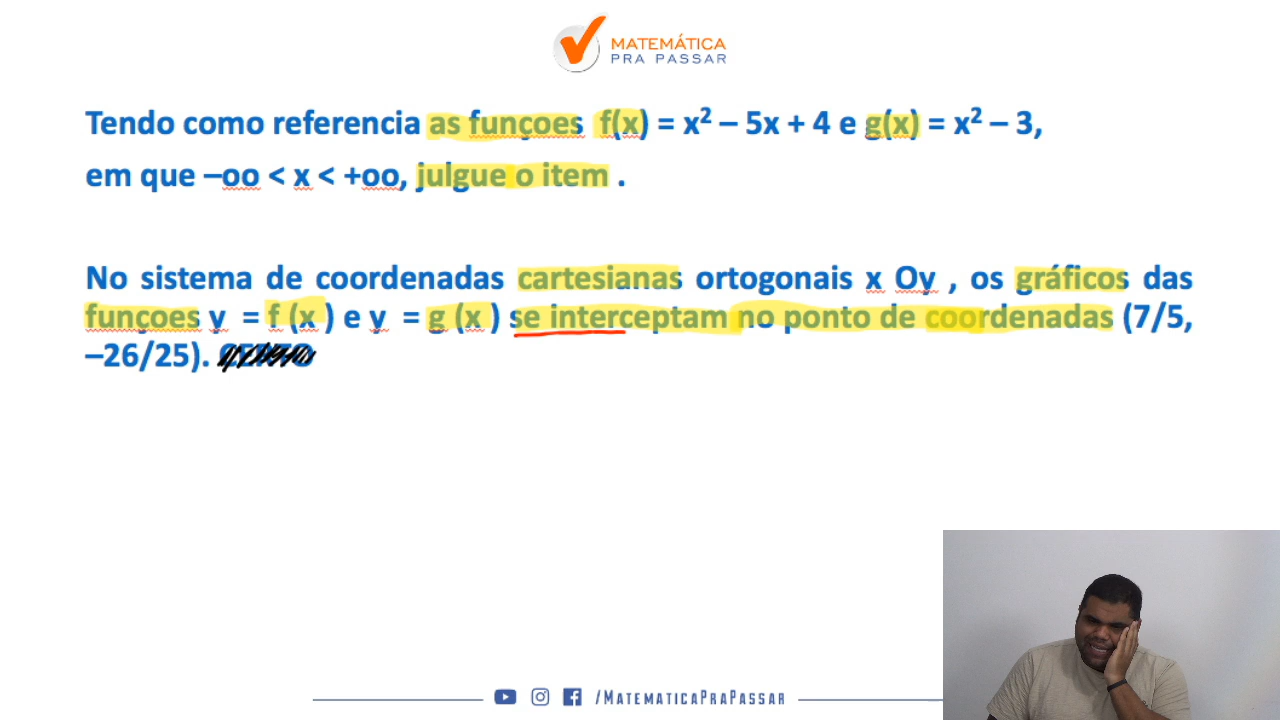 MATEMÁTICA
PRA PASSAR
Tendo como referencia as funçoes f(x) = x² – 5x + 4 e g(x) = x² – 3,
em que –oo < x < +oo, julgue o item .
No sistema de coordenadas cartesianas ortogonais x Oy , os gráficos das
funçoes y = f (x ) e y = g (x ) se interceptam no ponto de coordenadas (7/5,
–26/25).
/MATEMATICAPRAPASSAR